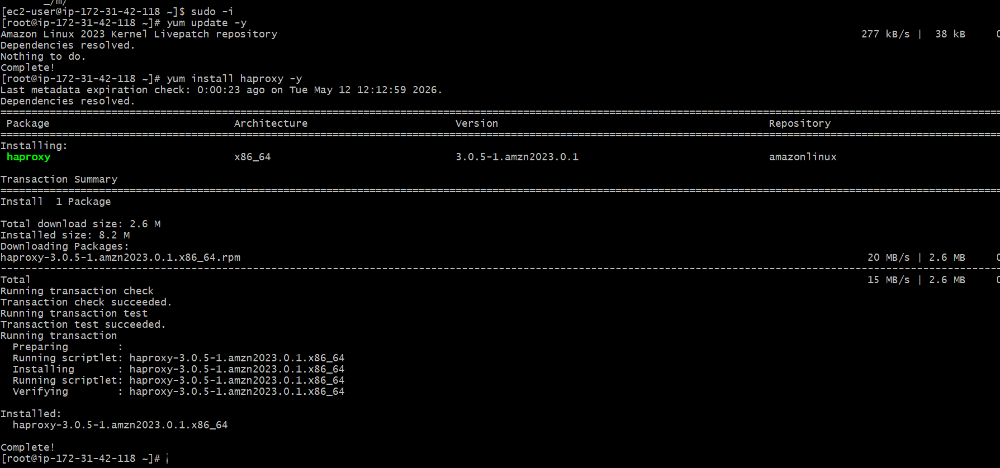 _/m/
[ec2-user@ip-172-31-42-118 ~]$ sudo -i
[root@ip-172-31-42-118 ~]# yum update -y
Amazon Linux 2023 Kernel Livepatch repository 277 kB/s | 38 kB
Dependencies resolved.
Nothing to do.
Complete!
[root@ip-172-31-42-118 ~]# yum install haproxy -y
Last metadata expiration check: 0:00:23 ago on Tue May 12 12:12:59 2026.
Dependencies resolved.
Package Architecture Version Repository
Installing:
haproxy x86_64 3.0.5-1.amzn2023.0.1 amazonlinux
Transaction Summary
Install 1 Package
Total download size: 2.6 M
Installed size: 8.2 M
Downloading Packages:
haproxy-3.0.5-1.amzn2023.0.1.x86_64.rpm 20 MB/s | 2.6 MB
Total 15 MB/s | 2.6 MB
Running transaction check
Transaction check succeeded.
Running transaction test
Transaction test succeeded.
Running transaction
Preparing :
Running scriptlet: haproxy-3.0.5-1.amzn2023.0.1.x86_64
Installing : haproxy-3.0.5-1.amzn2023.0.1.x86_64
Running scriptlet: haproxy-3.0.5-1.amzn2023.0.1.x86_64
Verifying : haproxy-3.0.5-1.amzn2023.0.1.x86_64
Installed:
haproxy-3.0.5-1.amzn2023.0.1.x86_64
Complete!
[root@ip-172-31-42-118 ~]#